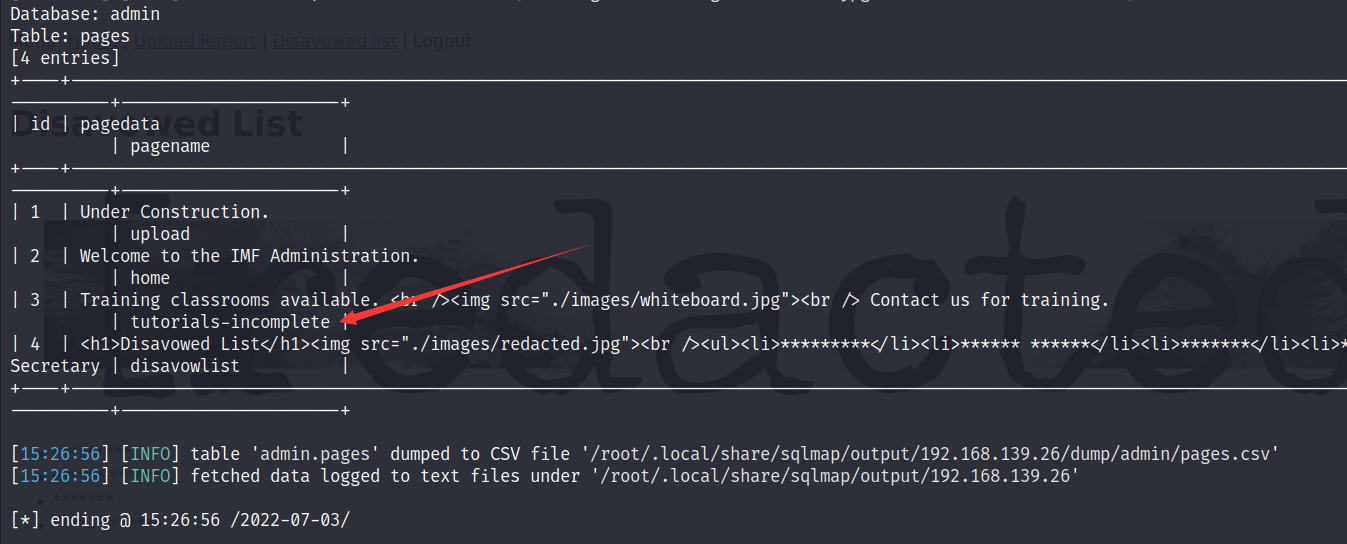 Database: admin
Table: pages
Upload Report | Disavowed list | Logout
[4 entries]
+----+------------------------------------------------------------------------------------------------------------------------------
----------+----------------------+
Disavowed List
| id | pagedata
| pagename |
+----+------------------------------------------------------------------------------------------------------------------------------
----------+----------------------+
| 1 | Under Construction.
| upload |
| 2 | Welcome to the IMF Administration.
| home |
| 3 | Training classrooms available. <br /><img src="./images/whiteboard.jpg"><br /> Contact us for training.
| tutorials-incomplete |
| 4 | <h1>Disavowed List</h1><img src="./images/redacted.jpg"><br /><ul><li>*********</li><li>****** ******</li><li>*******</li><li>*
Secretary | disavowlist |
+----+------------------------------------------------------------------------------------------------------------------------------
----------+----------------------+
Redacted
[15:26:56] [INFO] table 'admin.pages' dumped to CSV file '/root/.local/share/sqlmap/output/192.168.139.26/dump/admin/pages.csv'
[15:26:56] [INFO] fetched data logged to text files under '/root/.local/share/sqlmap/output/192.168.139.26'
• *******
[*] ending @ 15:26:56 /2022-07-03/